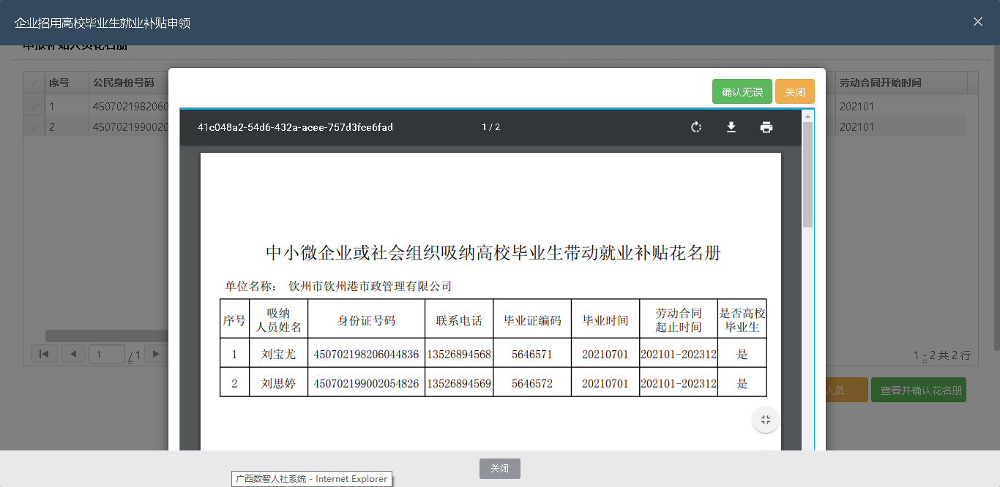 企业招用高校毕业生就业补贴申领
申报补贴人员花名册
序号 公民身份号码 劳动合同开始时间
1 4507021982060 202101
2 4507021990020 202101
确认无误 关闭
41c048a2-54d6-432a-acee-757d3fce6fad 1 / 2
中小微企业或社会组织吸纳高校毕业生带动就业补贴花名册
单位名称： 钦州市钦州港市政管理有限公司
序号 吸纳人员姓名 身份证号码 联系电话 毕业证编码 毕业时间 劳动合同起止时间 是否高校毕业生
1 刘宝尤 450702198206044836 13526894568 5646571 20210701 202101-202312 是
2 刘思婷 450702199002054826 13526894569 5646572 20210701 202101-202312 是
1 / 1
1 - 2 共 2 行
人员 查看并确认花名册
关闭
广西数智人社系统 - Internet Explorer